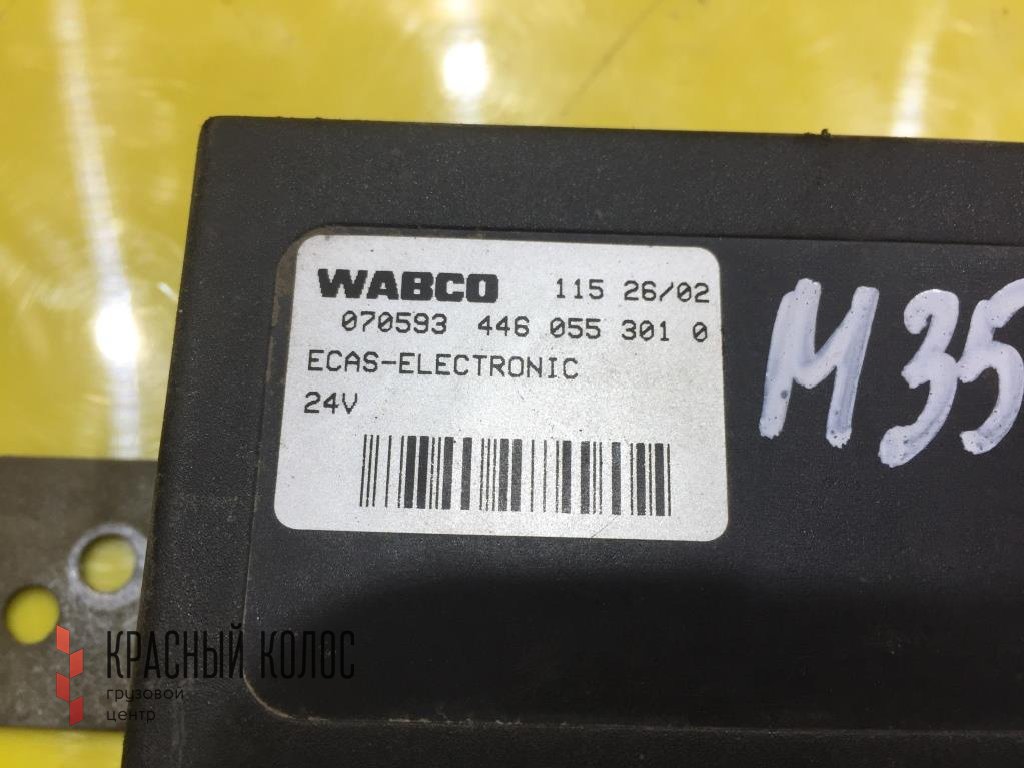 WABCO 115 26/02
070593 446 055 301 0
ECAS-ELECTRONIC
24V
M35
КРАСНЫЙ КОЛОС
грузовой
центр